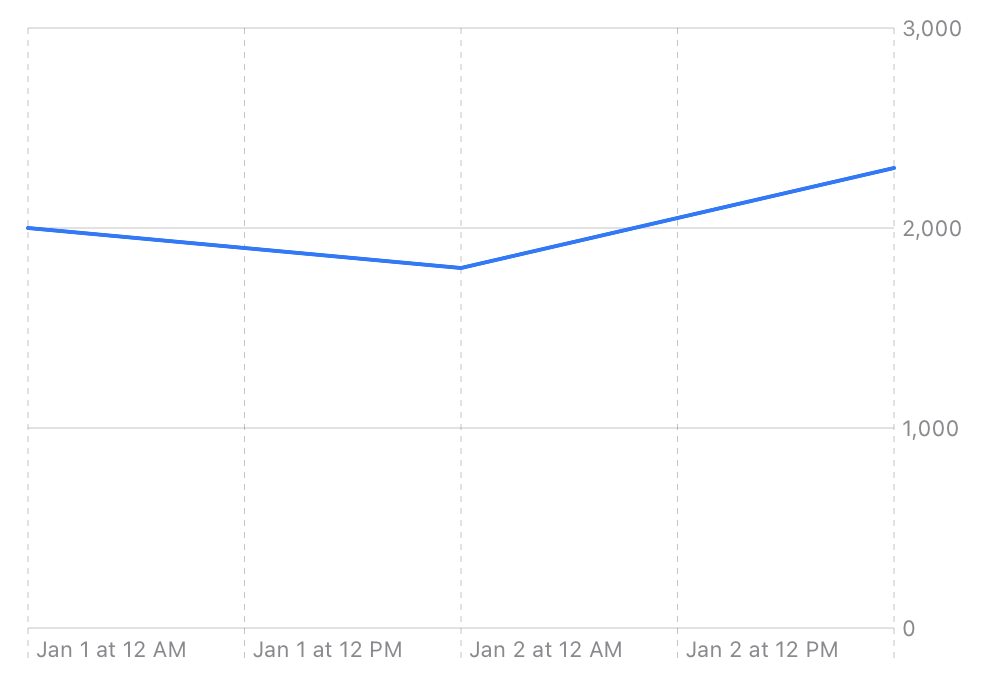 3,000
2,000
1,000
0
Jan 1 at 12 AM
Jan 1 at 12 PM
Jan 2 at 12 AM
Jan 2 at 12 PM